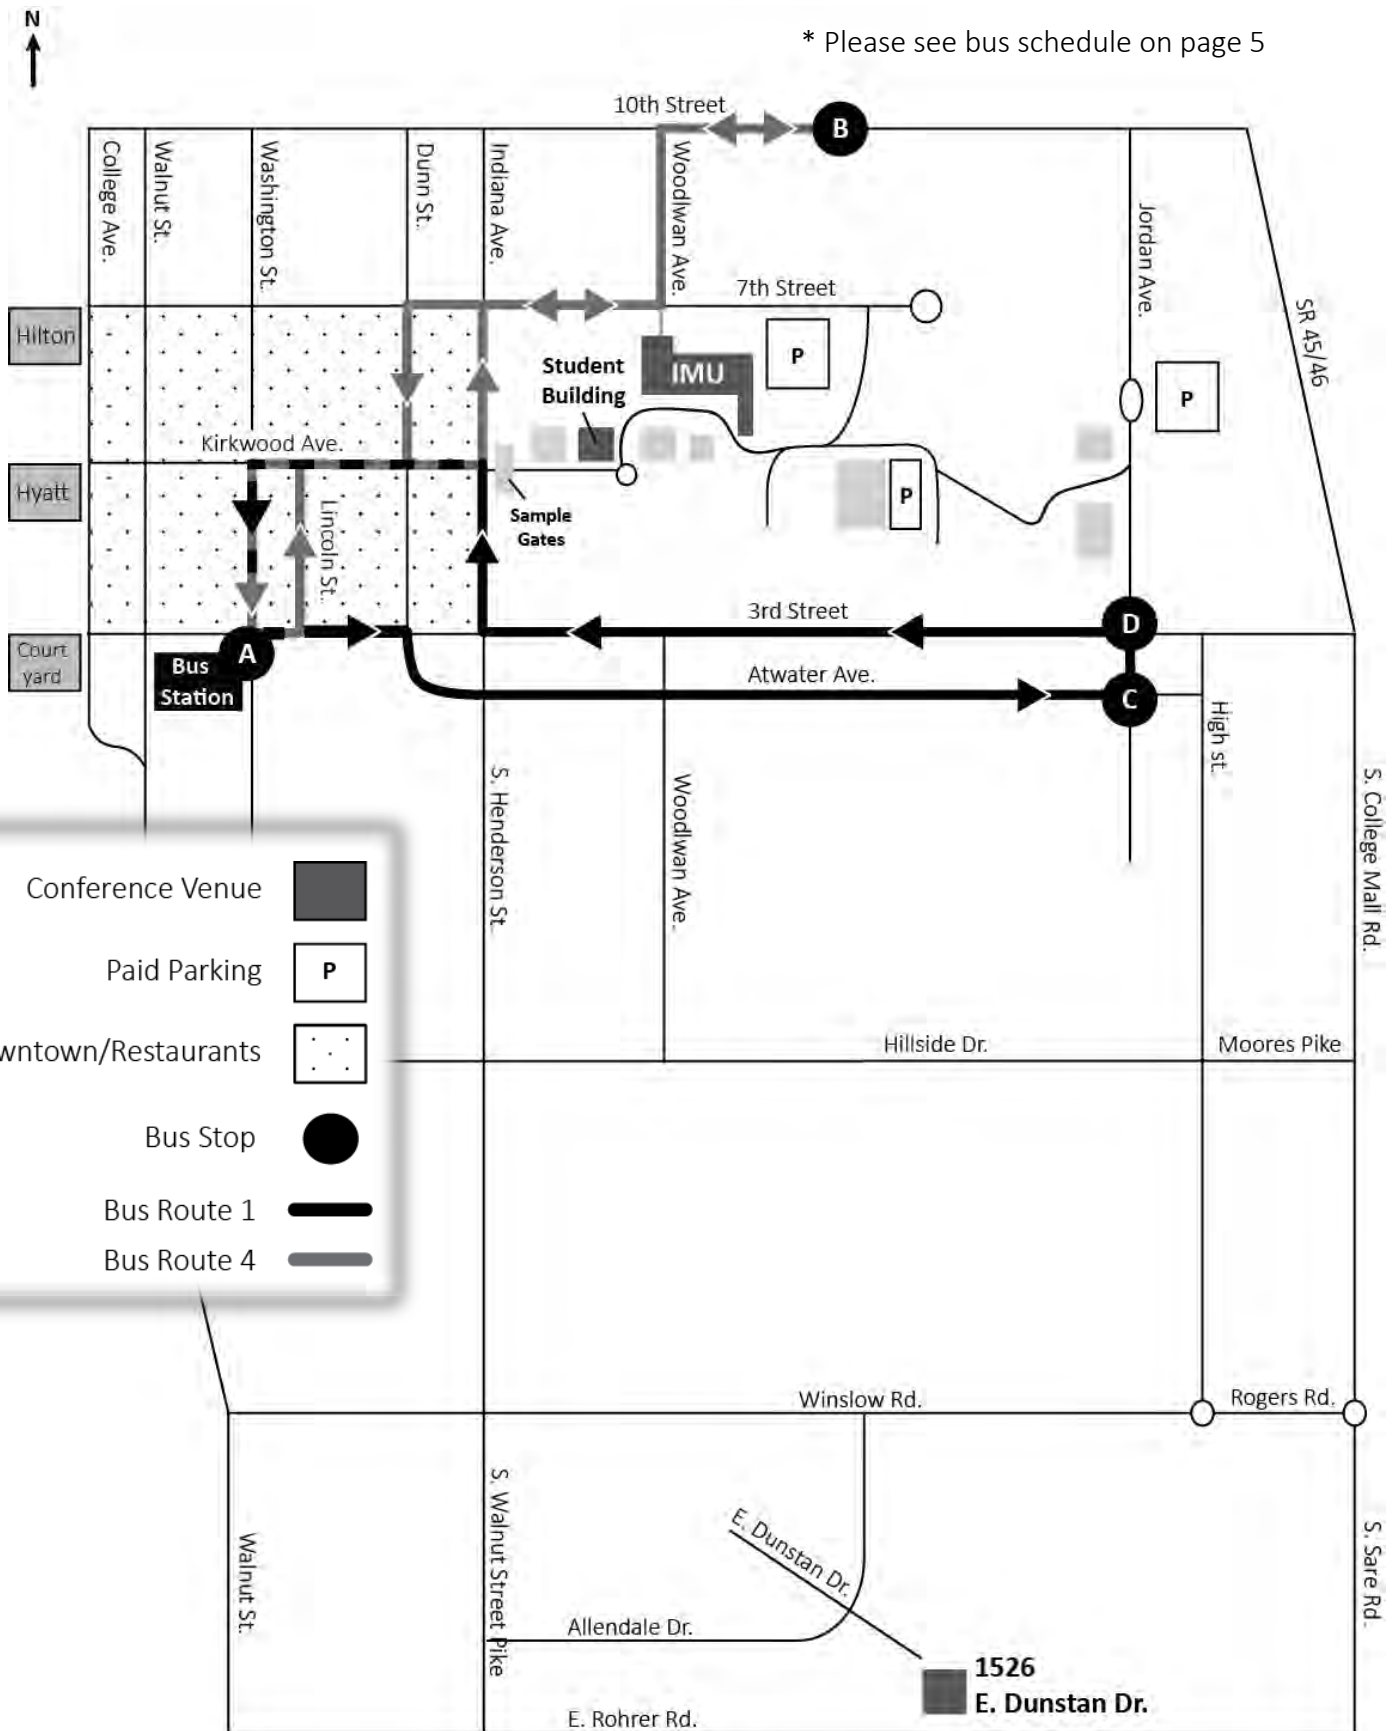 N
* Please see bus schedule on page 5
10th Street
B
College Ave.
Walnut St.
Washington St.
Dunn St.
Indiana Ave.
Woodlwan Ave.
Jordan Ave.
SR 45/46
7th Street
Hilton
Student
Building
IMU
P
P
Kirkwood Ave.
Hyatt
Lincoln St.
Sample
Gates
P
3rd Street
D
Court
yard
Bus
Station
A
Atwater Ave.
C
High st.
S. Henderson St.
Woodlwan Ave.
S. College Mall Rd.
Conference Venue
Paid Parking
P
wntown/Restaurants
Bus Stop
Bus Route 1
Bus Route 4
Hillside Dr.
Moores Pike
Winslow Rd.
Rogers Rd.
Walnut St.
S. Walnut Street Pike
E. Dunstan Dr.
S. Sare Rd.
Allendale Dr.
1526
E. Dunstan Dr.
E. Rohrer Rd.